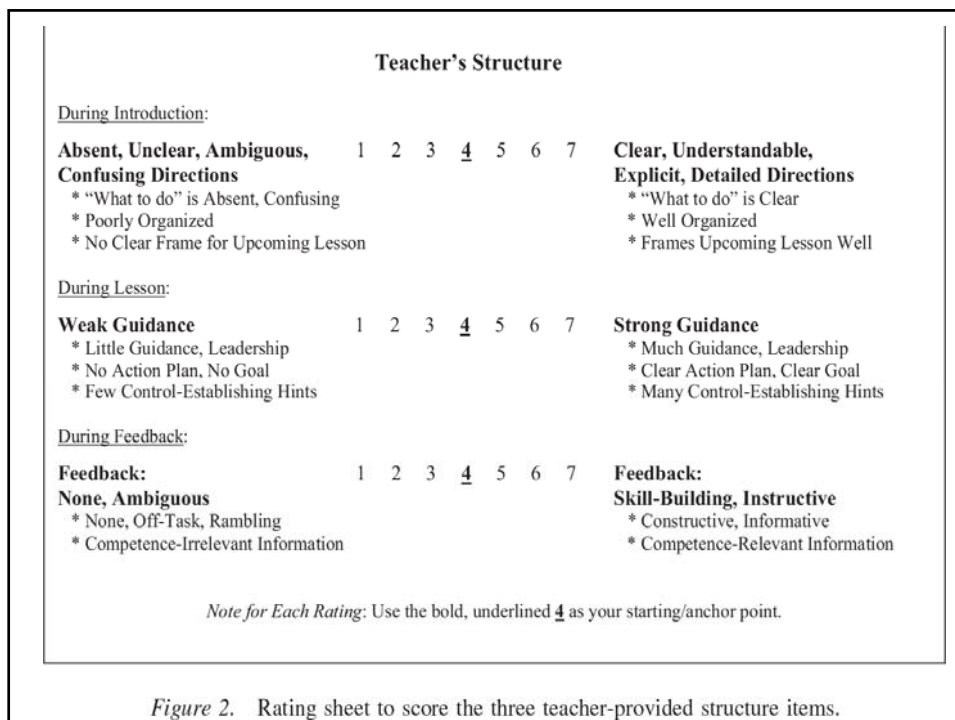 Teacher's Structure
During Introduction:
Absent, Unclear, Ambiguous, 1 2 3 4 5 6 7 Clear, Understandable,
Confusing Directions Explicit, Detailed Directions
* "What to do" is Absent, Confusing * "What to do" is Clear
* Poorly Organized * Well Organized
* No Clear Frame for Upcoming Lesson * Frames Upcoming Lesson Well
During Lesson:
Weak Guidance 1 2 3 4 5 6 7 Strong Guidance
* Little Guidance, Leadership * Much Guidance, Leadership
* No Action Plan, No Goal * Clear Action Plan, Clear Goal
* Few Control-Establishing Hints * Many Control-Establishing Hints
During Feedback:
Feedback: 1 2 3 4 5 6 7 Feedback:
None, Ambiguous Skill-Building, Instructive
* None, Off-Task, Rambling * Constructive, Informative
* Competence-Irrelevant Information * Competence-Relevant Information
Note for Each Rating: Use the bold, underlined 4 as your starting/anchor point.
Figure 2. Rating sheet to score the three teacher-provided structure items.